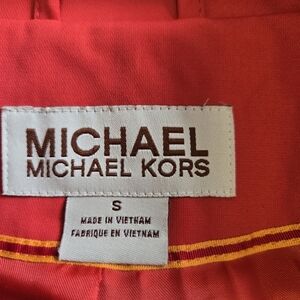 MICHAEL
MICHAEL KORS
S
MADE IN VIETNAM
FABRIQUE EN VIETNAM